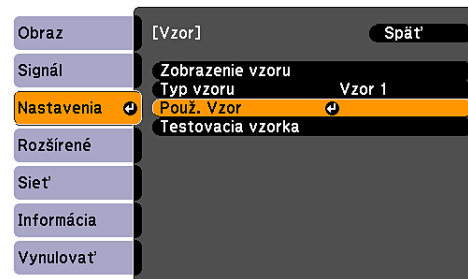 Obraz
Signál
Nastavenia
Rozšírené
Sieť
Informácia
Vynulovať
[Vzor] Späť
Zobrazenie vzoru
Typ vzoru Vzor 1
Použ. Vzor
Testovacia vzorka